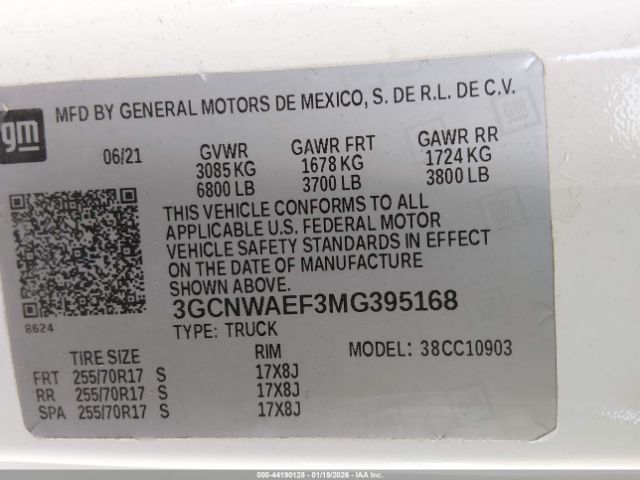 gm
MFD BY GENERAL MOTORS DE MEXICO, S. DE R.L. DE C.V.
06/21 GVWR GAWR FRT GAWR RR
3085 KG 1678 KG 1724 KG
6800 LB 3700 LB 3800 LB
THIS VEHICLE CONFORMS TO ALL
APPLICABLE U.S. FEDERAL MOTOR
VEHICLE SAFETY STANDARDS IN EFFECT
ON THE DATE OF MANUFACTURE
SHOWN ABOVE.
3GCNWAEF3MG395168
8624
TYPE: TRUCK
TIRE SIZE RIM MODEL: 38CC10903
FRT 255/70R17 S 17X8J
RR 255/70R17 S 17X8J
SPA 255/70R17 S 17X8J
000-44190128 - 01/19/2026 - IAA Inc.